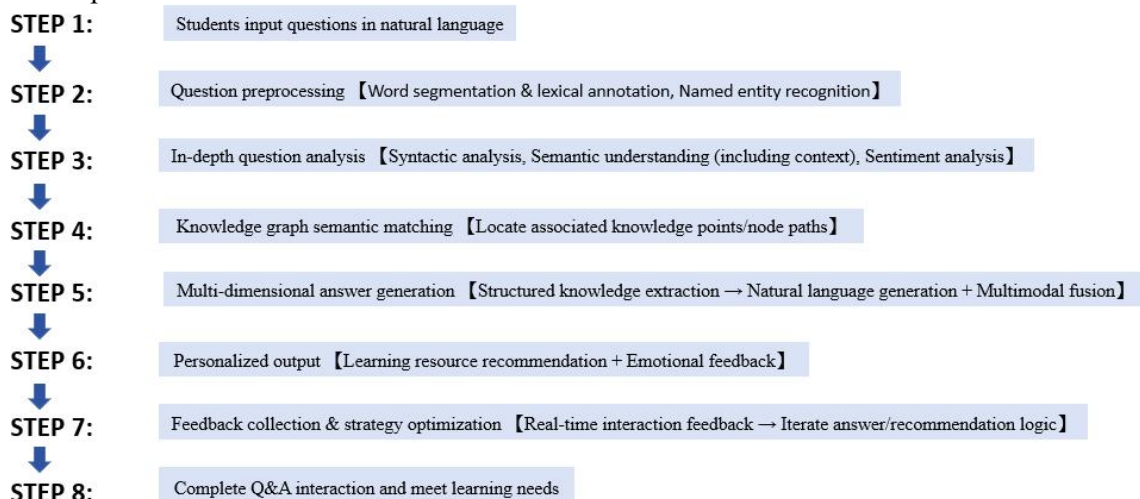 STEP 1: Students input questions in natural language
STEP 2: Question preprocessing 【Word segmentation & lexical annotation, Named entity recognition】
STEP 3: In-depth question analysis 【Syntactic analysis, Semantic understanding (including context), Sentiment analysis】
STEP 4: Knowledge graph semantic matching 【Locate associated knowledge points/node paths】
STEP 5: Multi-dimensional answer generation 【Structured knowledge extraction → Natural language generation + Multimodal fusion】
STEP 6: Personalized output 【Learning resource recommendation + Emotional feedback】
STEP 7: Feedback collection & strategy optimization 【Real-time interaction feedback → Iterate answer/recommendation logic】
STEP 8: Complete Q&A interaction and meet learning needs